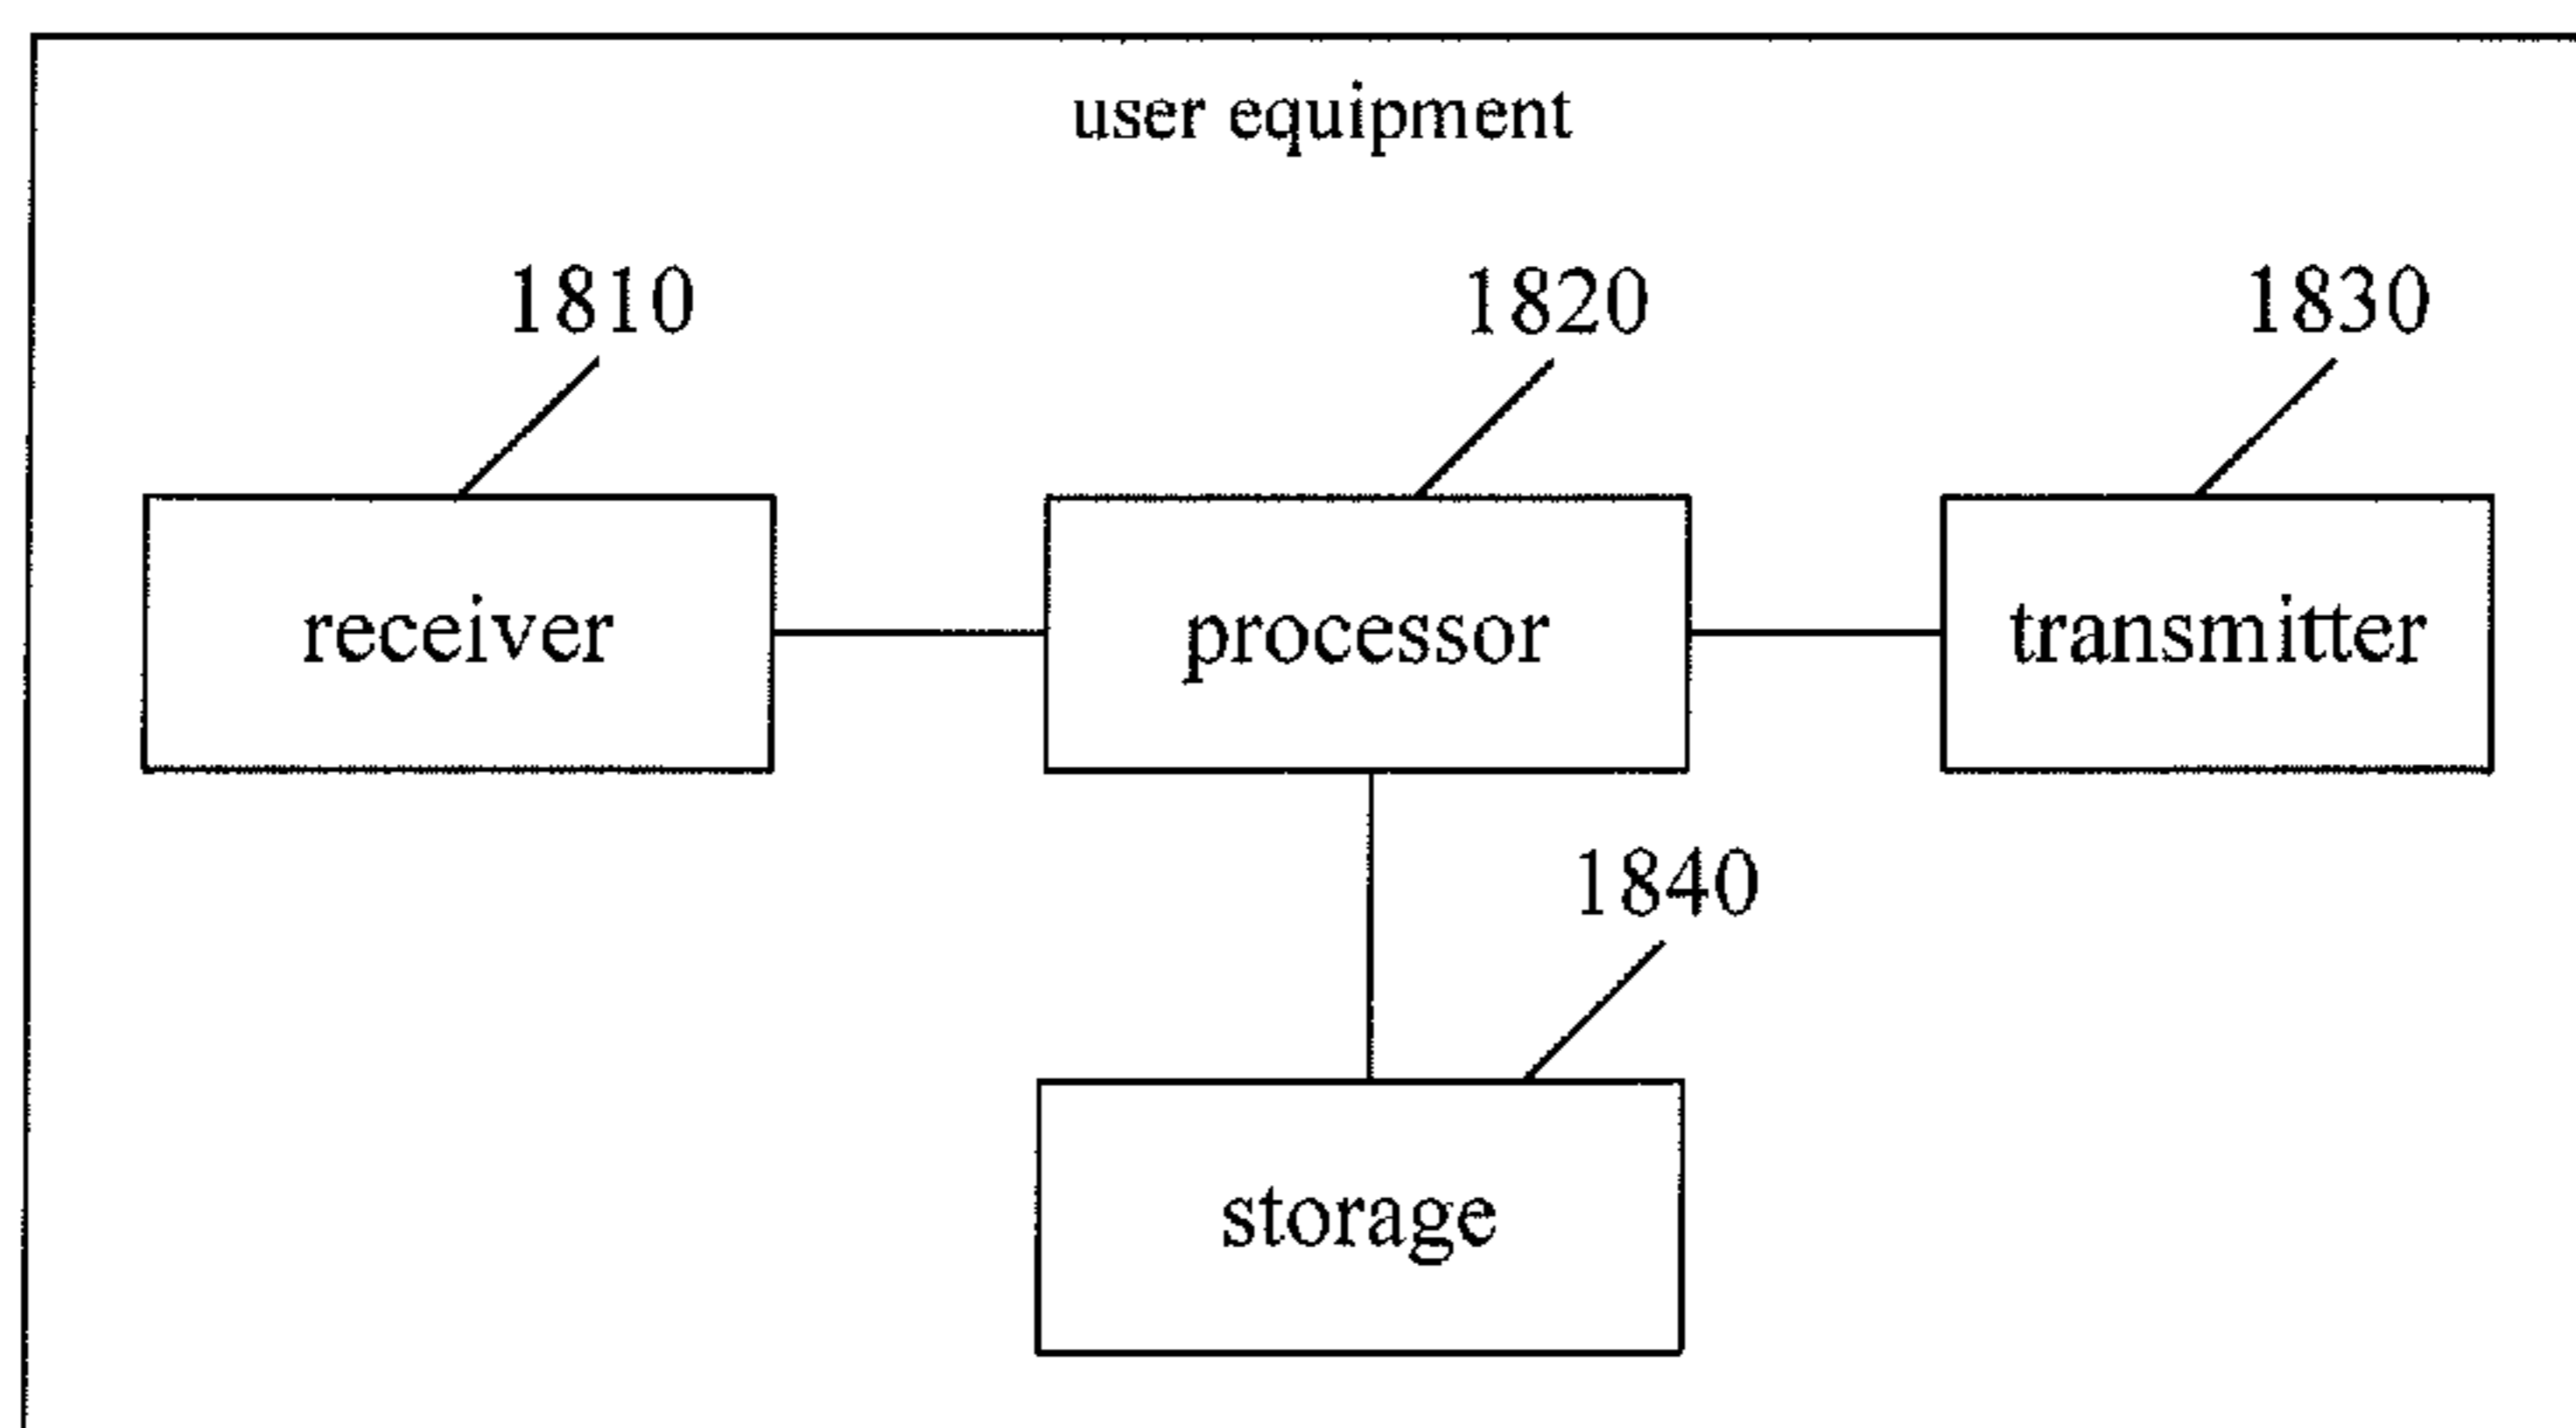 user equipment
1810
1820
1830
receiver
processor
transmitter
1840
storage